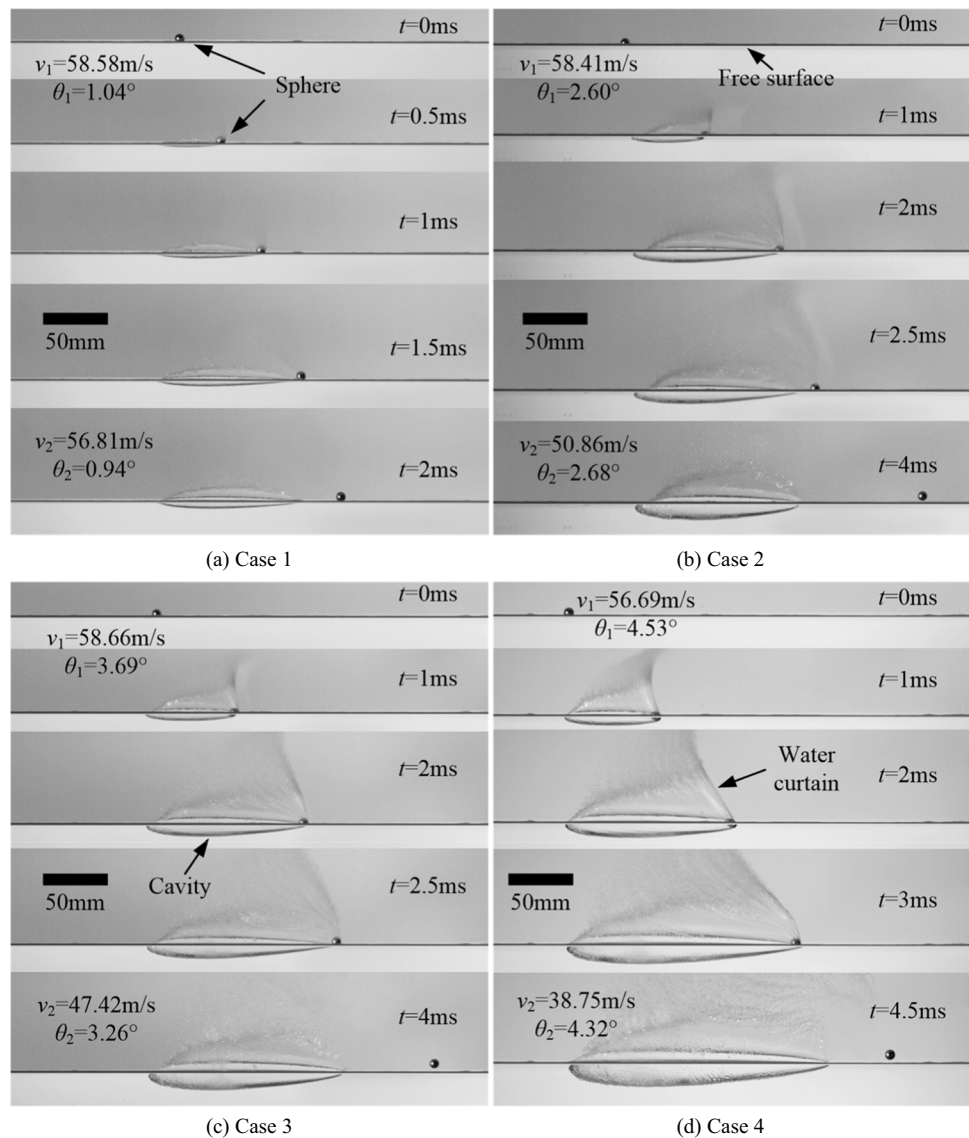 t=0ms
v₁=58.58m/s
θ₁=1.04°
Sphere
t=0.5ms
t=1ms
50mm
t=1.5ms
v₂=56.81m/s
θ₂=0.94°
t=2ms
(a) Case 1
t=0ms
v₁=58.41m/s
θ₁=2.60°
Free surface
t=1ms
t=2ms
50mm
t=2.5ms
v₂=50.86m/s
θ₂=2.68°
t=4ms
(b) Case 2
t=0ms
v₁=58.66m/s
θ₁=3.69°
t=1ms
t=2ms
Cavity
50mm
t=2.5ms
v₂=47.42m/s
θ₂=3.26°
t=4ms
(c) Case 3
v₁=56.69m/s
θ₁=4.53°
t=0ms
t=1ms
Water
curtain
t=2ms
50mm
t=3ms
v₂=38.75m/s
θ₂=4.32°
t=4.5ms
(d) Case 4